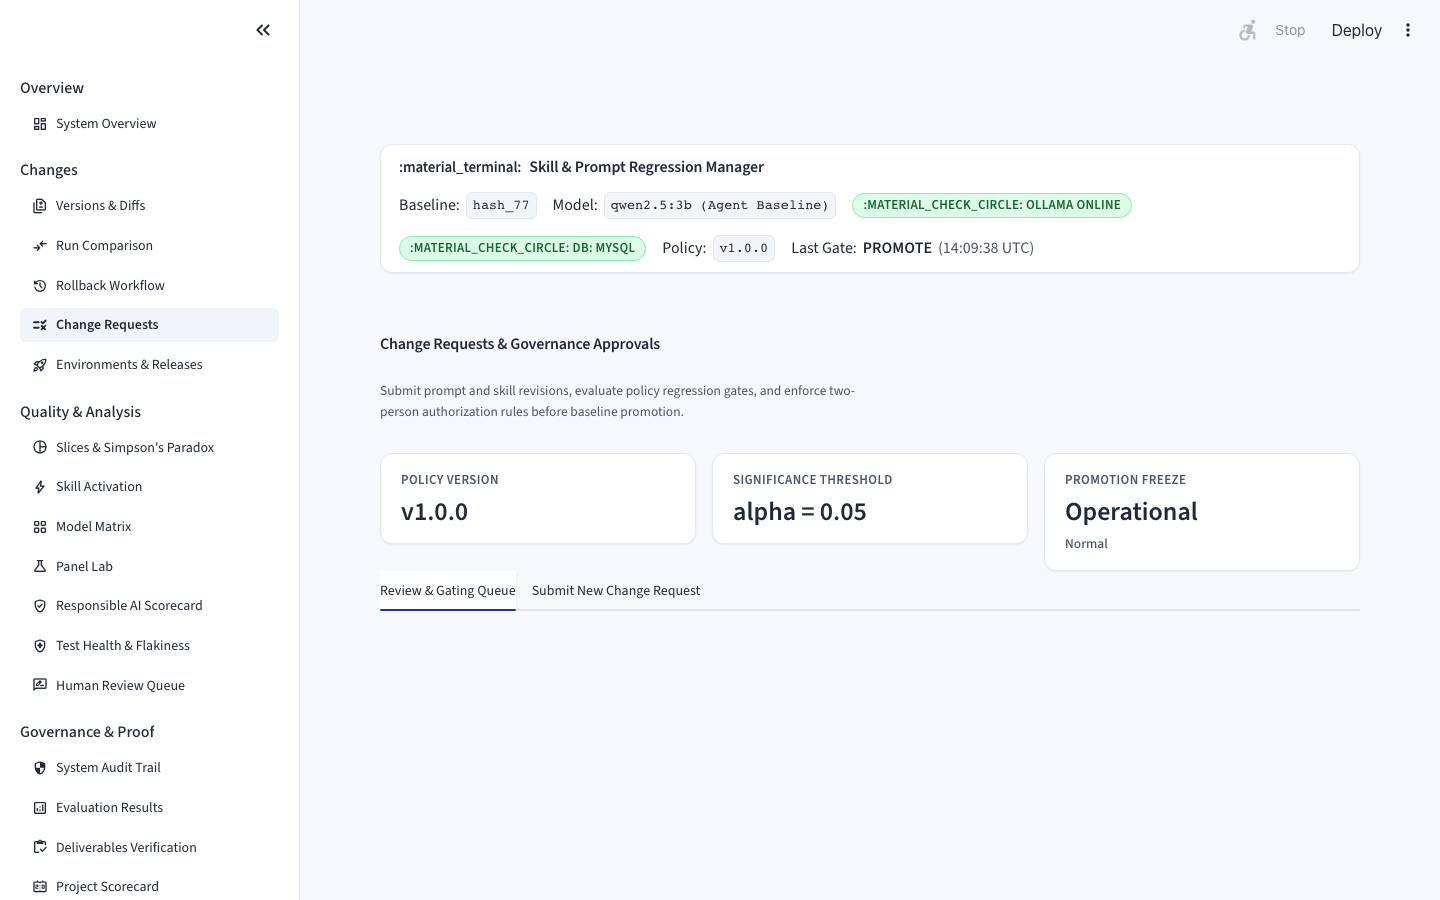 Stop
Deploy
Overview
System Overview
Changes
Versions & Diffs
Run Comparison
Rollback Workflow
Change Requests
Environments & Releases
Quality & Analysis
Slices & Simpson's Paradox
Skill Activation
Model Matrix
Panel Lab
Responsible AI Scorecard
Test Health & Flakiness
Human Review Queue
Governance & Proof
System Audit Trail
Evaluation Results
Deliverables Verification
Project Scorecard
:material_terminal: Skill & Prompt Regression Manager
Baseline: hash_77 Model: qwen2.5:3b (Agent Baseline) :MATERIAL_CHECK_CIRCLE: OLLAMA ONLINE
:MATERIAL_CHECK_CIRCLE: DB: MYSQL Policy: v1.0.0 Last Gate: PROMOTE (14:09:38 UTC)
Change Requests & Governance Approvals
Submit prompt and skill revisions, evaluate policy regression gates, and enforce two-
person authorization rules before baseline promotion.
POLICY VERSION
v1.0.0
SIGNIFICANCE THRESHOLD
alpha = 0.05
PROMOTION FREEZE
Operational
Normal
Review & Gating Queue
Submit New Change Request